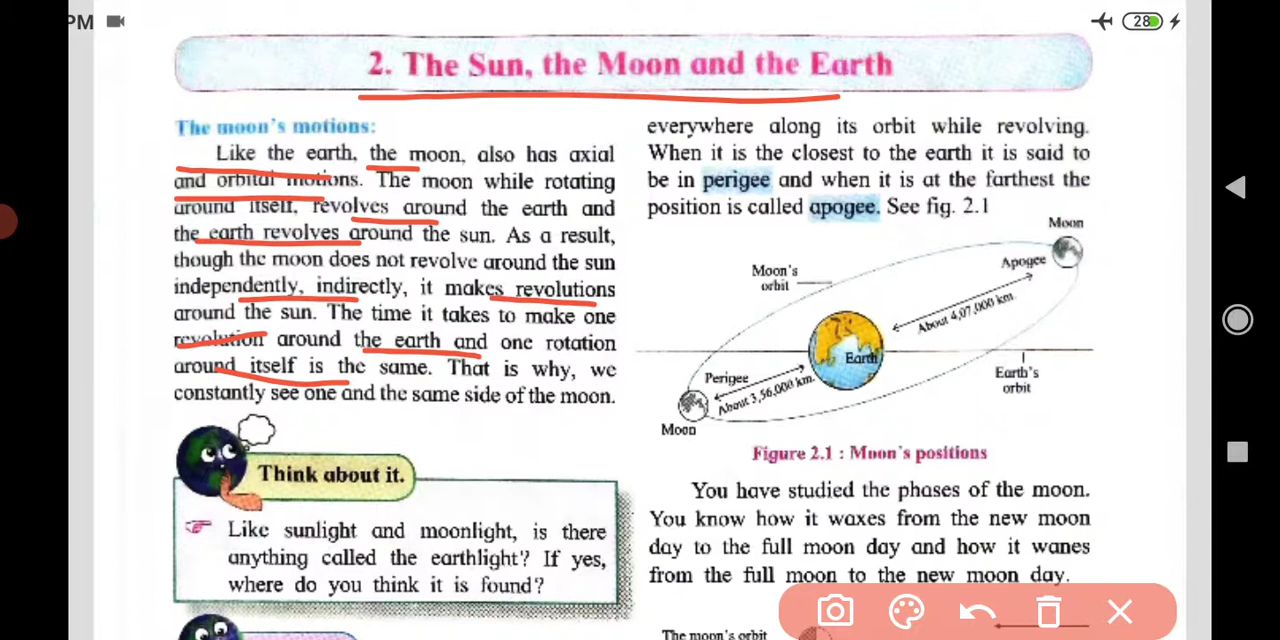 PM
28
2. The Sun, the Moon and the Earth
The moon's motions:
Like the earth, the moon, also has axial
and orbital motions. The moon while rotating
around itself, revolves around the earth and
the earth revolves around the sun. As a result,
though the moon does not revolve around the sun
independently, indirectly, it makes revolutions
around the sun. The time it takes to make one
revolution around the earth and one rotation
around itself is the same. That is why, we
constantly see one and the same side of the moon.
Think about it.
Like sunlight and moonlight, is there
anything called the earthlight? If yes,
where do you think it is found?
everywhere along its orbit while revolving.
When it is the closest to the earth it is said to
be in perigee and when it is at the farthest the
position is called apogee. See fig. 2.1
Moon
Apogee
Moon's
orbit
About 4,07,000 km.
Earth
Earth's
orbit
Perigee
About 3,56,000 km.
Moon
Figure 2.1 : Moon's positions
You have studied the phases of the moon.
You know how it waxes from the new moon
day to the full moon day and how it wanes
from the full moon to the new moon day.
The moon's orbit